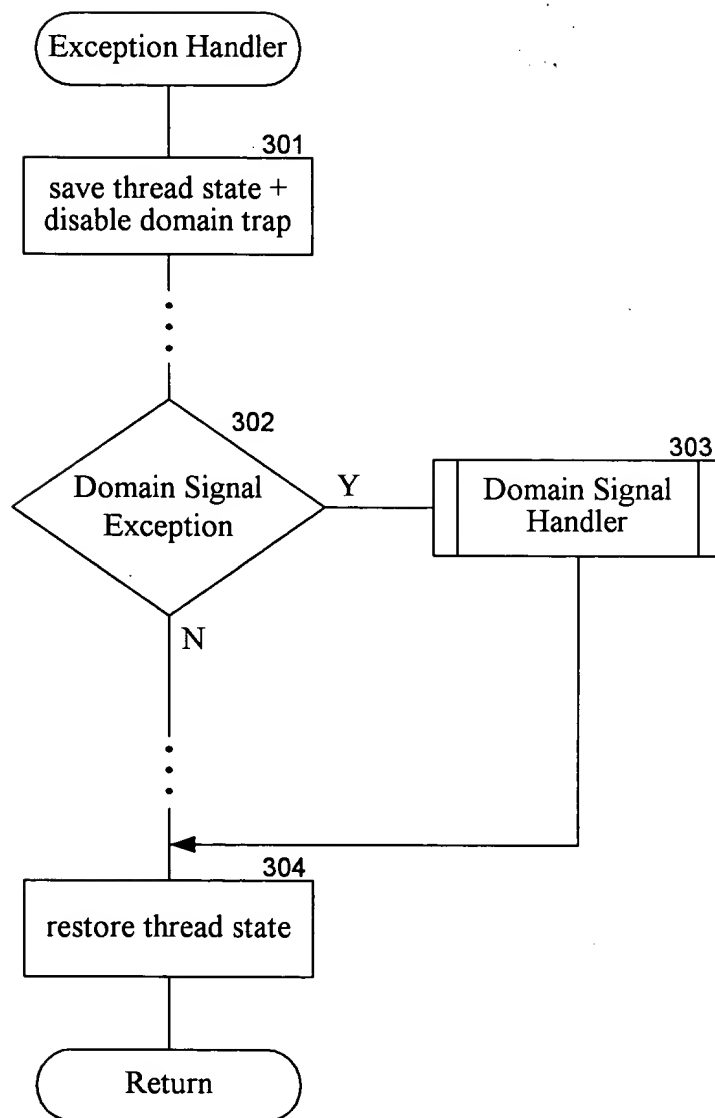 Exception Handler
301
save thread state +
disable domain trap
302
Domain Signal
Exception
Y
303
Domain Signal
Handler
N
304
restore thread state
Return